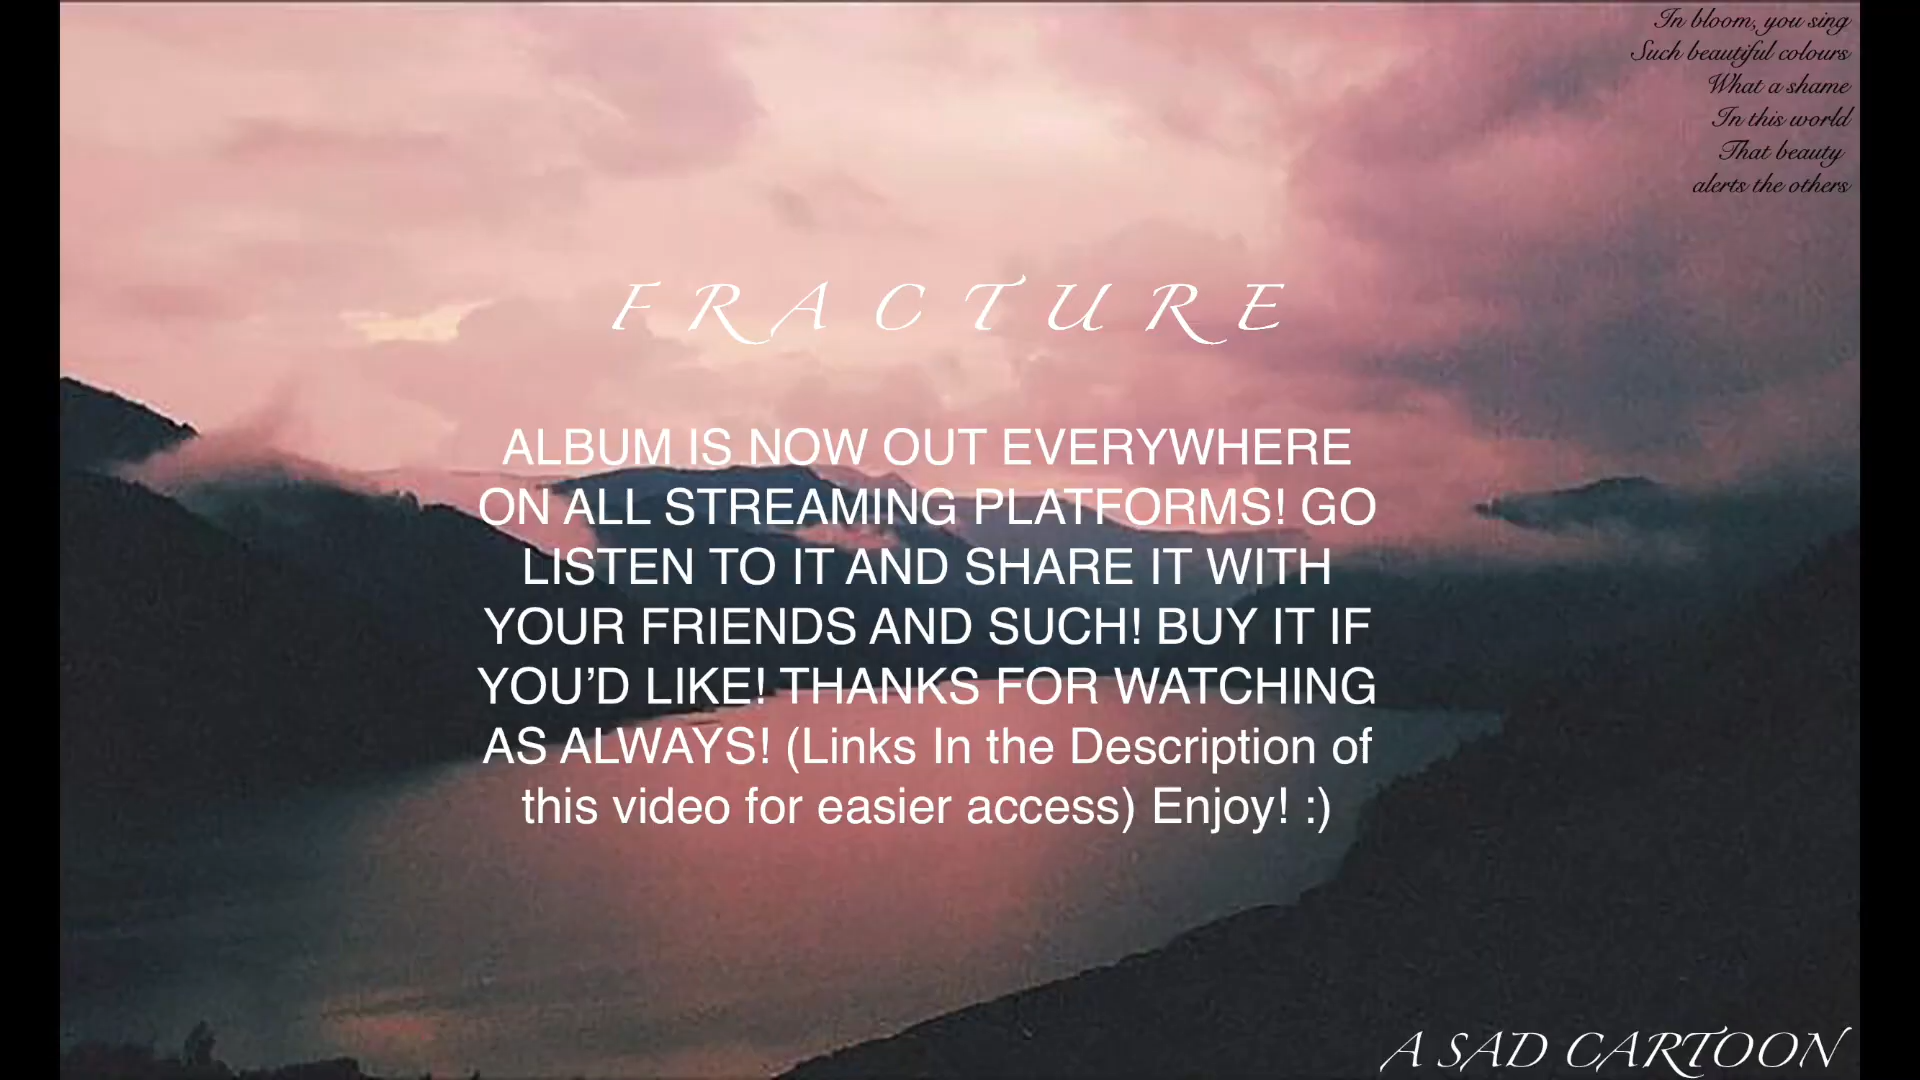 In bloom, you sing
Such beautiful colours
What a shame
In this world
That beauty
alerts the others
FRACTURE
ALBUM IS NOW OUT EVERYWHERE
ON ALL STREAMING PLATFORMS! GO
LISTEN TO IT AND SHARE IT WITH
YOUR FRIENDS AND SUCH! BUY IT IF
YOU’D LIKE! THANKS FOR WATCHING
AS ALWAYS! (Links In the Description of
this video for easier access) Enjoy! :)
A SAD CARTOON